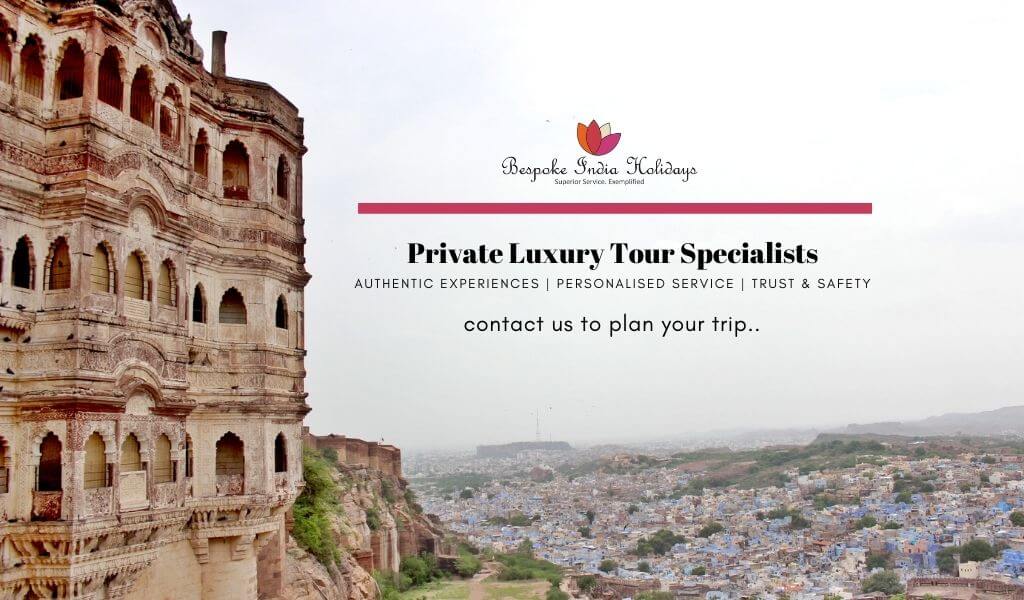 Bespoke India Holidays
Superior Service. Exemplified
Private Luxury Tour Specialists
AUTHENTIC EXPERIENCES | PERSONALISED SERVICE | TRUST & SAFETY
contact us to plan your trip..